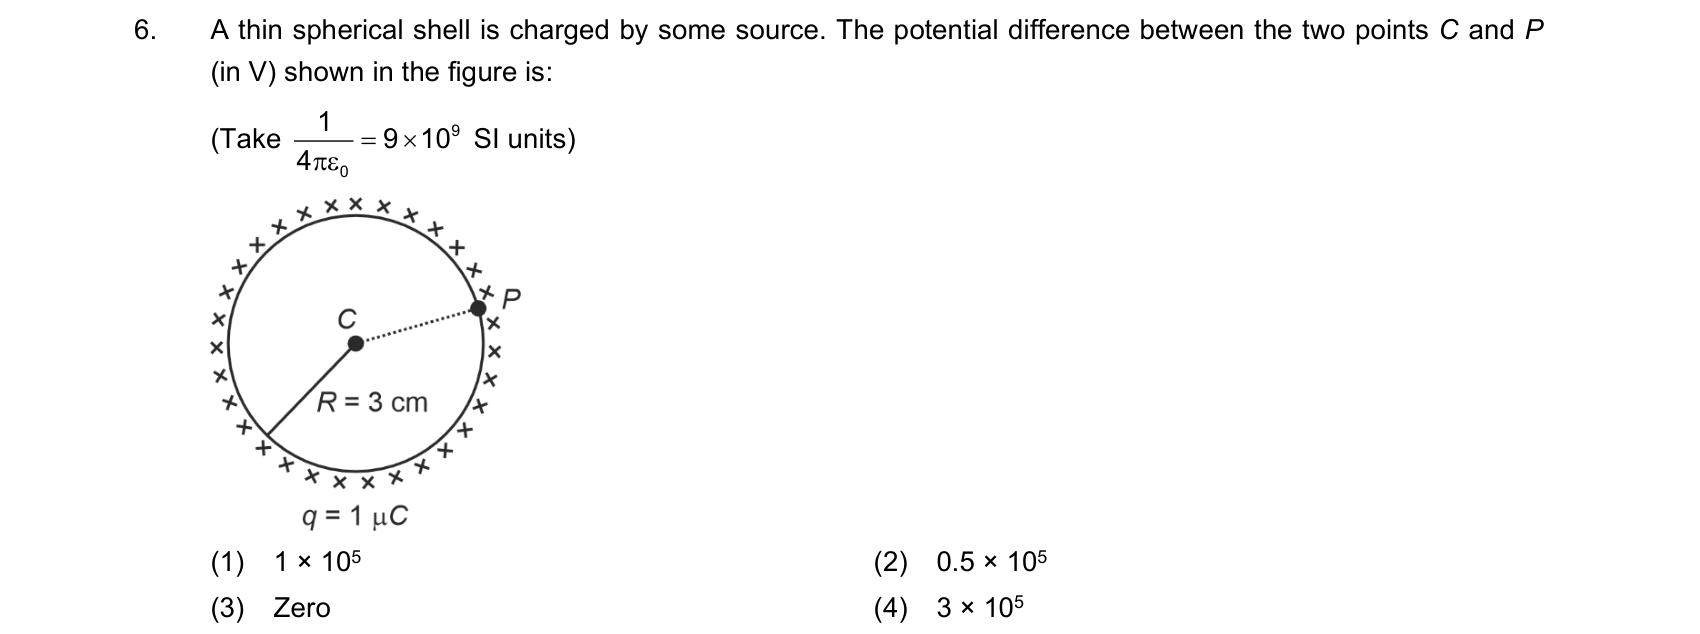 6. A thin spherical shell is charged by some source. The potential difference between the two points C and P
(in V) shown in the figure is:
(Take 1/4πε₀ = 9×10⁹ SI units)
P
C
R = 3 cm
q = 1 μC
(1) 1 × 10⁵ (2) 0.5 × 10⁵
(3) Zero (4) 3 × 10⁵